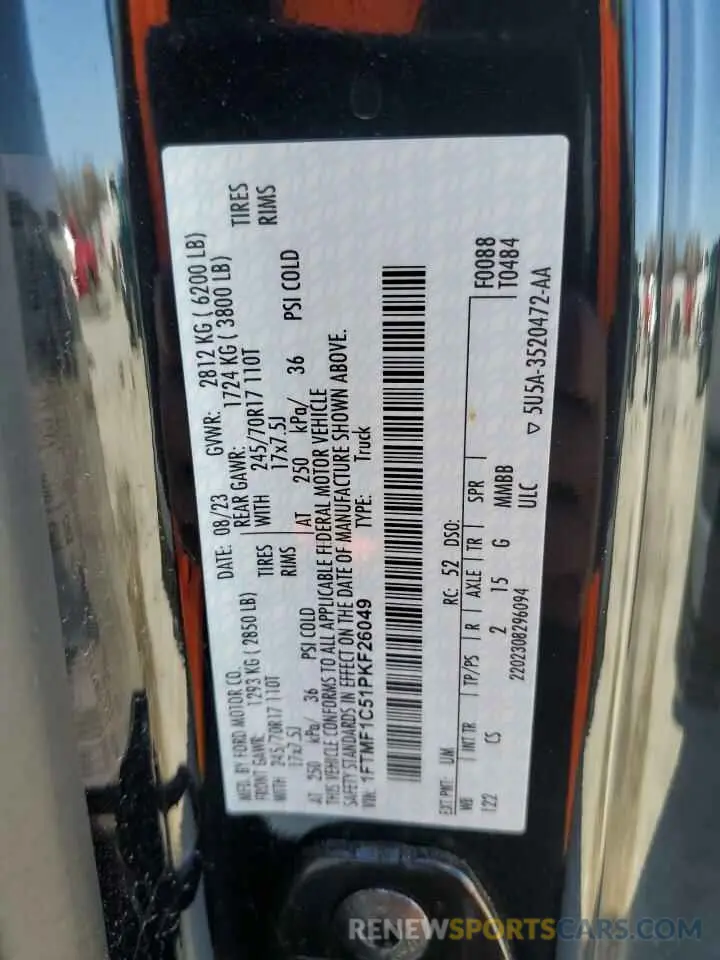 MFD. BY FORD MOTOR CO.
DATE: 08/23 GVWR: 2812 KG ( 6200 LB)
FRONT GAWR: 1293 KG ( 2850 LB) REAR GAWR: 1724 KG ( 3800 LB)
WITH 245/70R17 110T TIRES WITH 245/70R17 110T TIRES
17x7.5J RIMS 17x7.5J RIMS
AT 250 kPa/ 36 PSI COLD AT 250 kPa/ 36 PSI COLD
THIS VEHICLE CONFORMS TO ALL APPLICABLE FEDERAL MOTOR VEHICLE
SAFETY STANDARDS IN EFFECT ON THE DATE OF MANUFACTURE SHOWN ABOVE.
VIN: 1FTMF1C51PKF26049 TYPE: Truck
EXT PNT: UM RC: 52 DSO: F0088
WB INT TR TP/PS R AXLE TR SPR T0484
122 CS 2 15 G MMBB
2202308296094 ULC
▽ 5U5A-3520472-AA
RENEWSPORTSCARS.COM